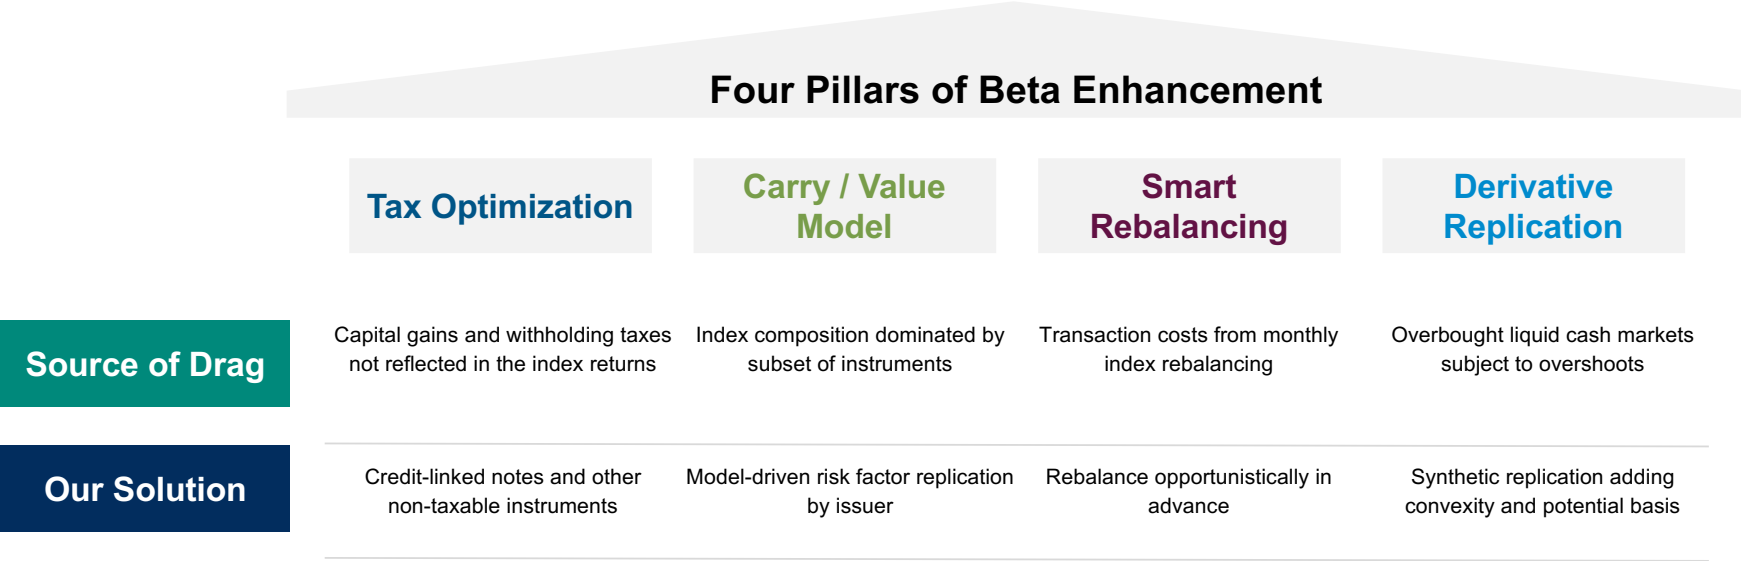 Four Pillars of Beta Enhancement
Tax Optimization
Carry / Value
Model
Smart
Rebalancing
Derivative
Replication
Source of Drag
Capital gains and withholding taxes
not reflected in the index returns
Index composition dominated by
subset of instruments
Transaction costs from monthly
index rebalancing
Overbought liquid cash markets
subject to overshoots
Our Solution
Credit-linked notes and other
non-taxable instruments
Model-driven risk factor replication
by issuer
Rebalance opportunistically in
advance
Synthetic replication adding
convexity and potential basis